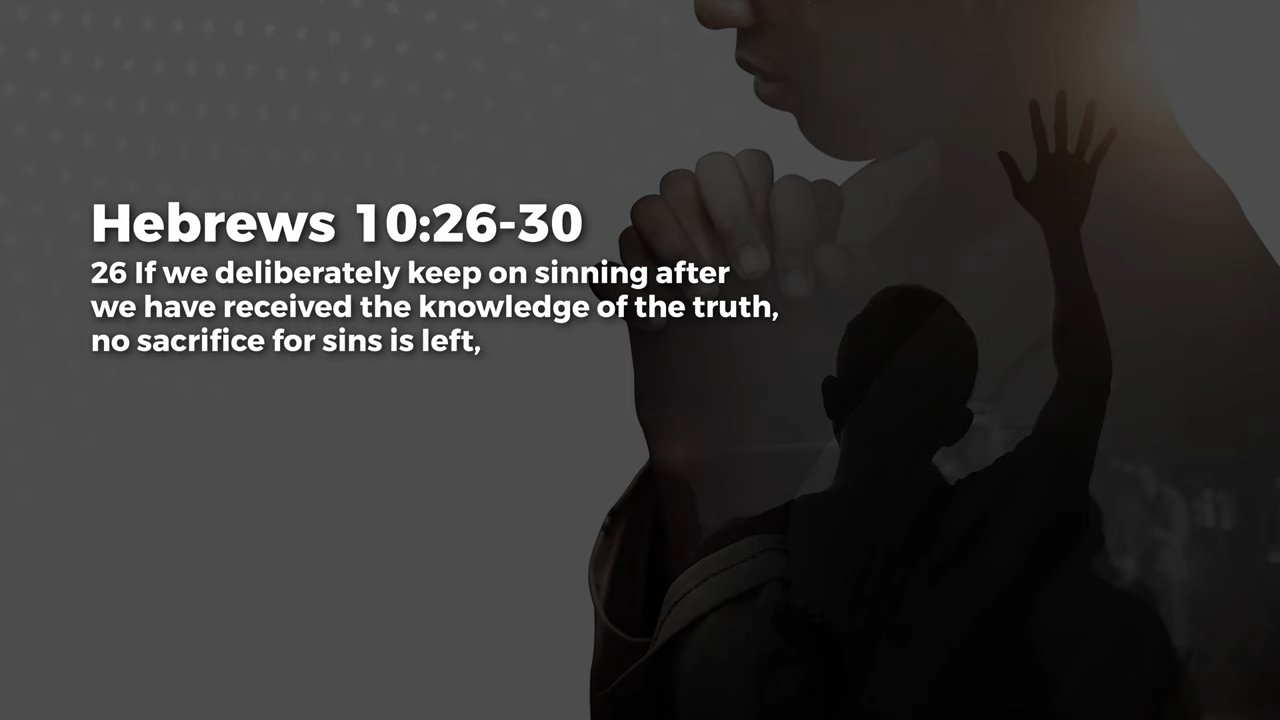 Hebrews 10:26-30
26 If we deliberately keep on sinning after
we have received the knowledge of the truth,
no sacrifice for sins is left,